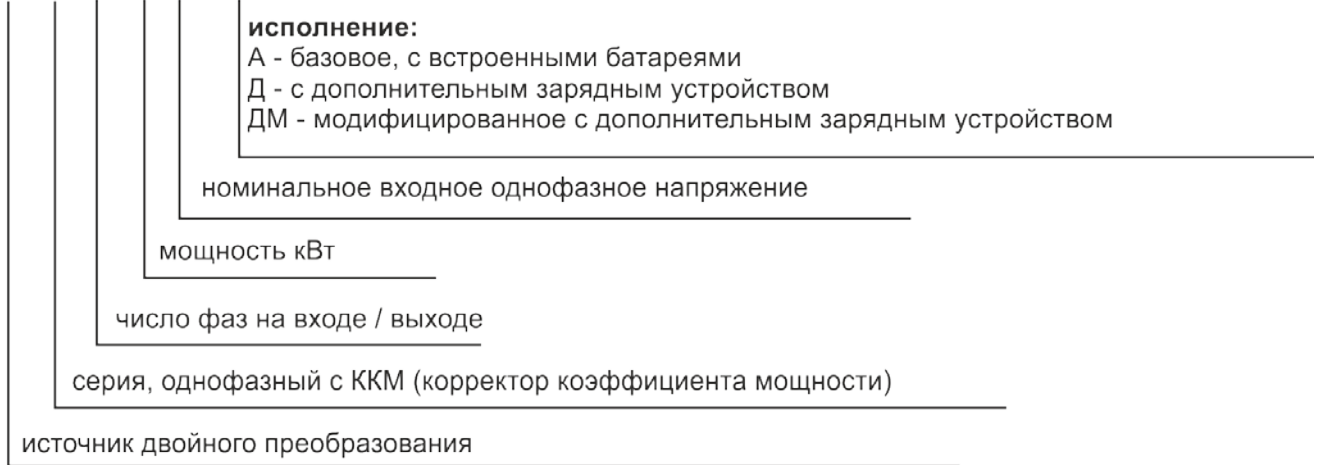 исполнение:
А - базовое, с встроенными батареями
Д - с дополнительным зарядным устройством
ДМ - модифицированное с дополнительным зарядным устройством
номинальное входное однофазное напряжение
мощность кВт
число фаз на входе / выходе
серия, однофазный с ККМ (корректор коэффициента мощности)
источник двойного преобразования